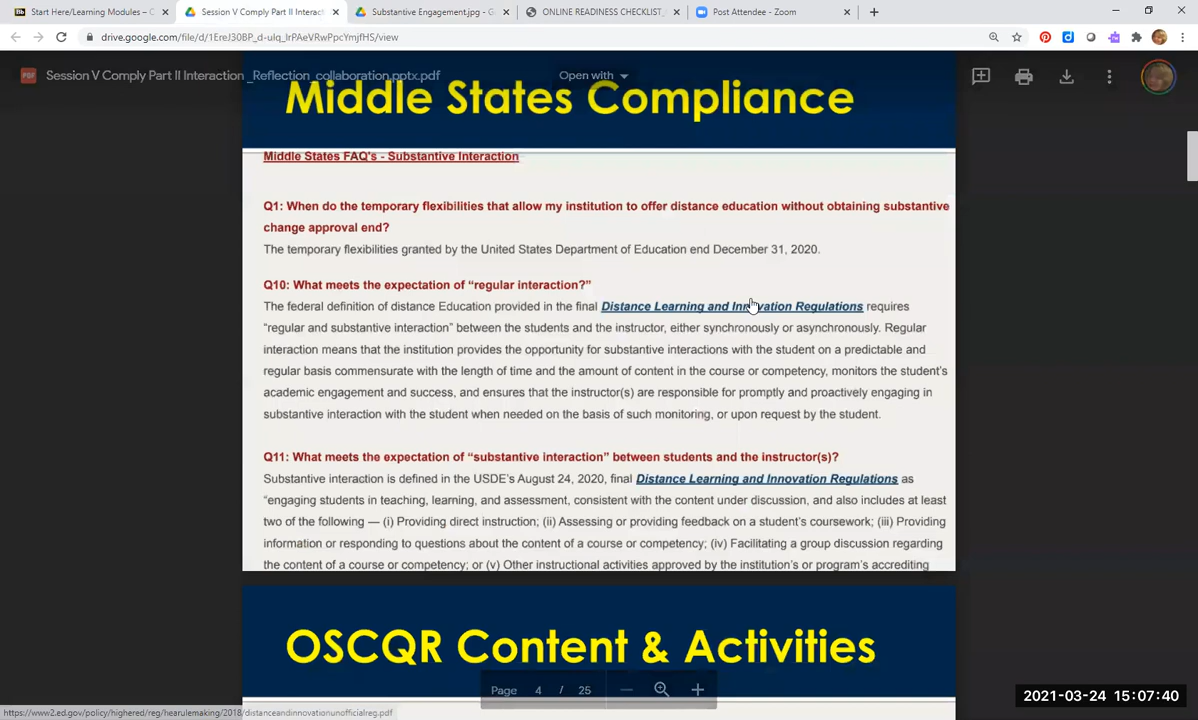 Start Here/Learning Modules – C
Session V Comply Part II Interac
Substantive Engagement.jpg - G
ONLINE READINESS CHECKLIST_
Post Attendee - Zoom
drive.google.com/file/d/1EreJ30BP_d-ulq_lrPAeVRwPpcYmjfHS/view
PDF
Session V Comply Part II Interaction _Reflection_collaboration.pptx.pdf
Open with
Middle States Compliance
Middle States FAQ's - Substantive Interaction
Q1: When do the temporary flexibilities that allow my institution to offer distance education without obtaining substantive
change approval end?
The temporary flexibilities granted by the United States Department of Education end December 31, 2020.
Q10: What meets the expectation of “regular interaction?”
The federal definition of distance Education provided in the final Distance Learning and Innovation Regulations requires
“regular and substantive interaction” between the students and the instructor, either synchronously or asynchronously. Regular
interaction means that the institution provides the opportunity for substantive interactions with the student on a predictable and
regular basis commensurate with the length of time and the amount of content in the course or competency, monitors the student’s
academic engagement and success, and ensures that the instructor(s) are responsible for promptly and proactively engaging in
substantive interaction with the student when needed on the basis of such monitoring, or upon request by the student.
Q11: What meets the expectation of “substantive interaction” between students and the instructor(s)?
Substantive interaction is defined in the USDE’s August 24, 2020, final Distance Learning and Innovation Regulations as
“engaging students in teaching, learning, and assessment, consistent with the content under discussion, and also includes at least
two of the following — (i) Providing direct instruction; (ii) Assessing or providing feedback on a student’s coursework; (iii) Providing
information or responding to questions about the content of a course or competency; (iv) Facilitating a group discussion regarding
the content of a course or competency; or (v) Other instructional activities approved by the institution’s or program’s accrediting
OSCQR Content & Activities
Page 4 / 25
2021-03-24 15:07:40
https://www2.ed.gov/policy/highered/reg/hearulemaking/2018/distanceandinnovationunofficialreg.pdf